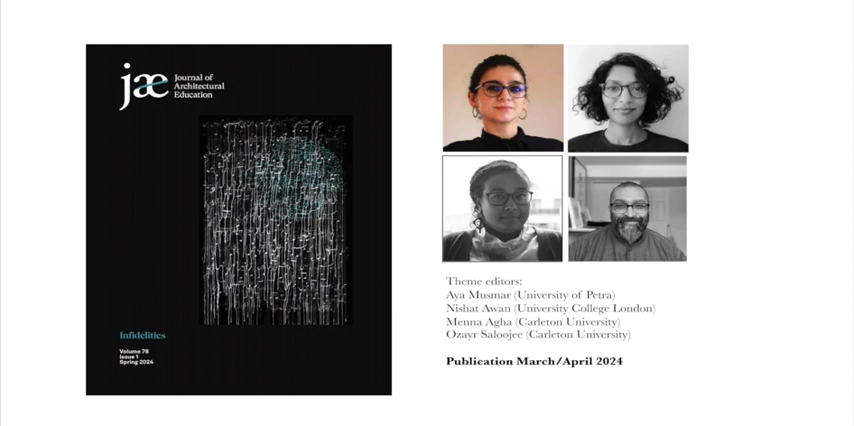 jæ
Journal of
Architectural
Education
Infidelities
Volume 78
Issue 1
Spring 2024
Theme editors:
Aya Musmar (University of Petra)
Nishat Awan (University College London)
Menna Agha (Carleton University)
Ozayr Saloojee (Carleton University)
Publication March/April 2024